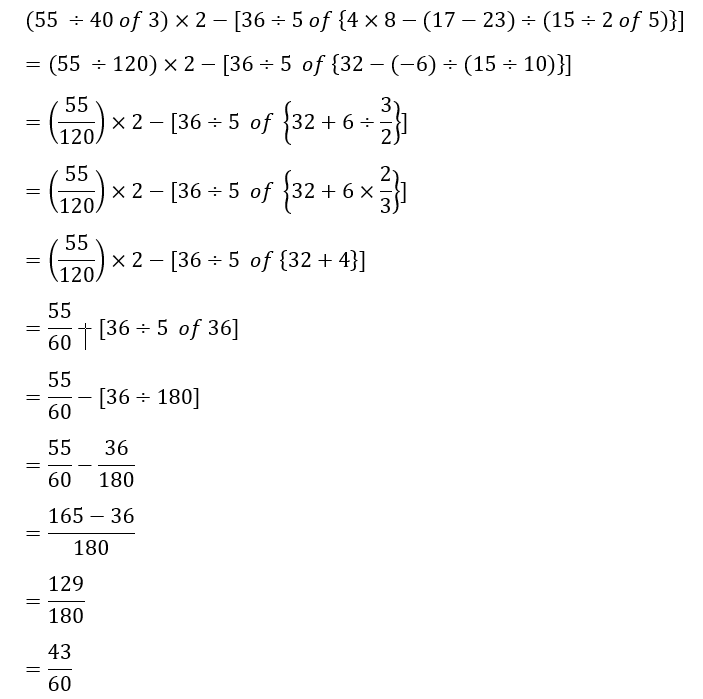 (55 ÷ 40 of 3) × 2 − [36 ÷ 5 of {4 × 8 − (17 − 23) ÷ (15 ÷ 2 of 5)}]
= (55 ÷ 120) × 2 − [36 ÷ 5 of {32 − (−6) ÷ (15 ÷ 10)}]
= (55/120) × 2 − [36 ÷ 5 of {32 + 6 ÷ 3/2}]
= (55/120) × 2 − [36 ÷ 5 of {32 + 6 × 2/3}]
= (55/120) × 2 − [36 ÷ 5 of {32 + 4}]
= 55/60 − [36 ÷ 5 of 36]
= 55/60 − [36 ÷ 180]
= 55/60 − 36/180
= 165 − 36/180
= 129/180
= 43/60